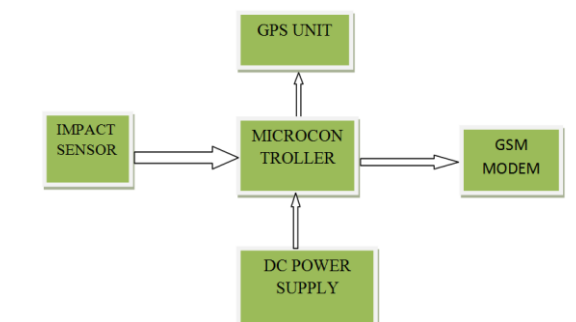 GPS UNIT
IMPACT
SENSOR
MICROCON
TROLLER
GSM
MODEM
DC POWER
SUPPLY